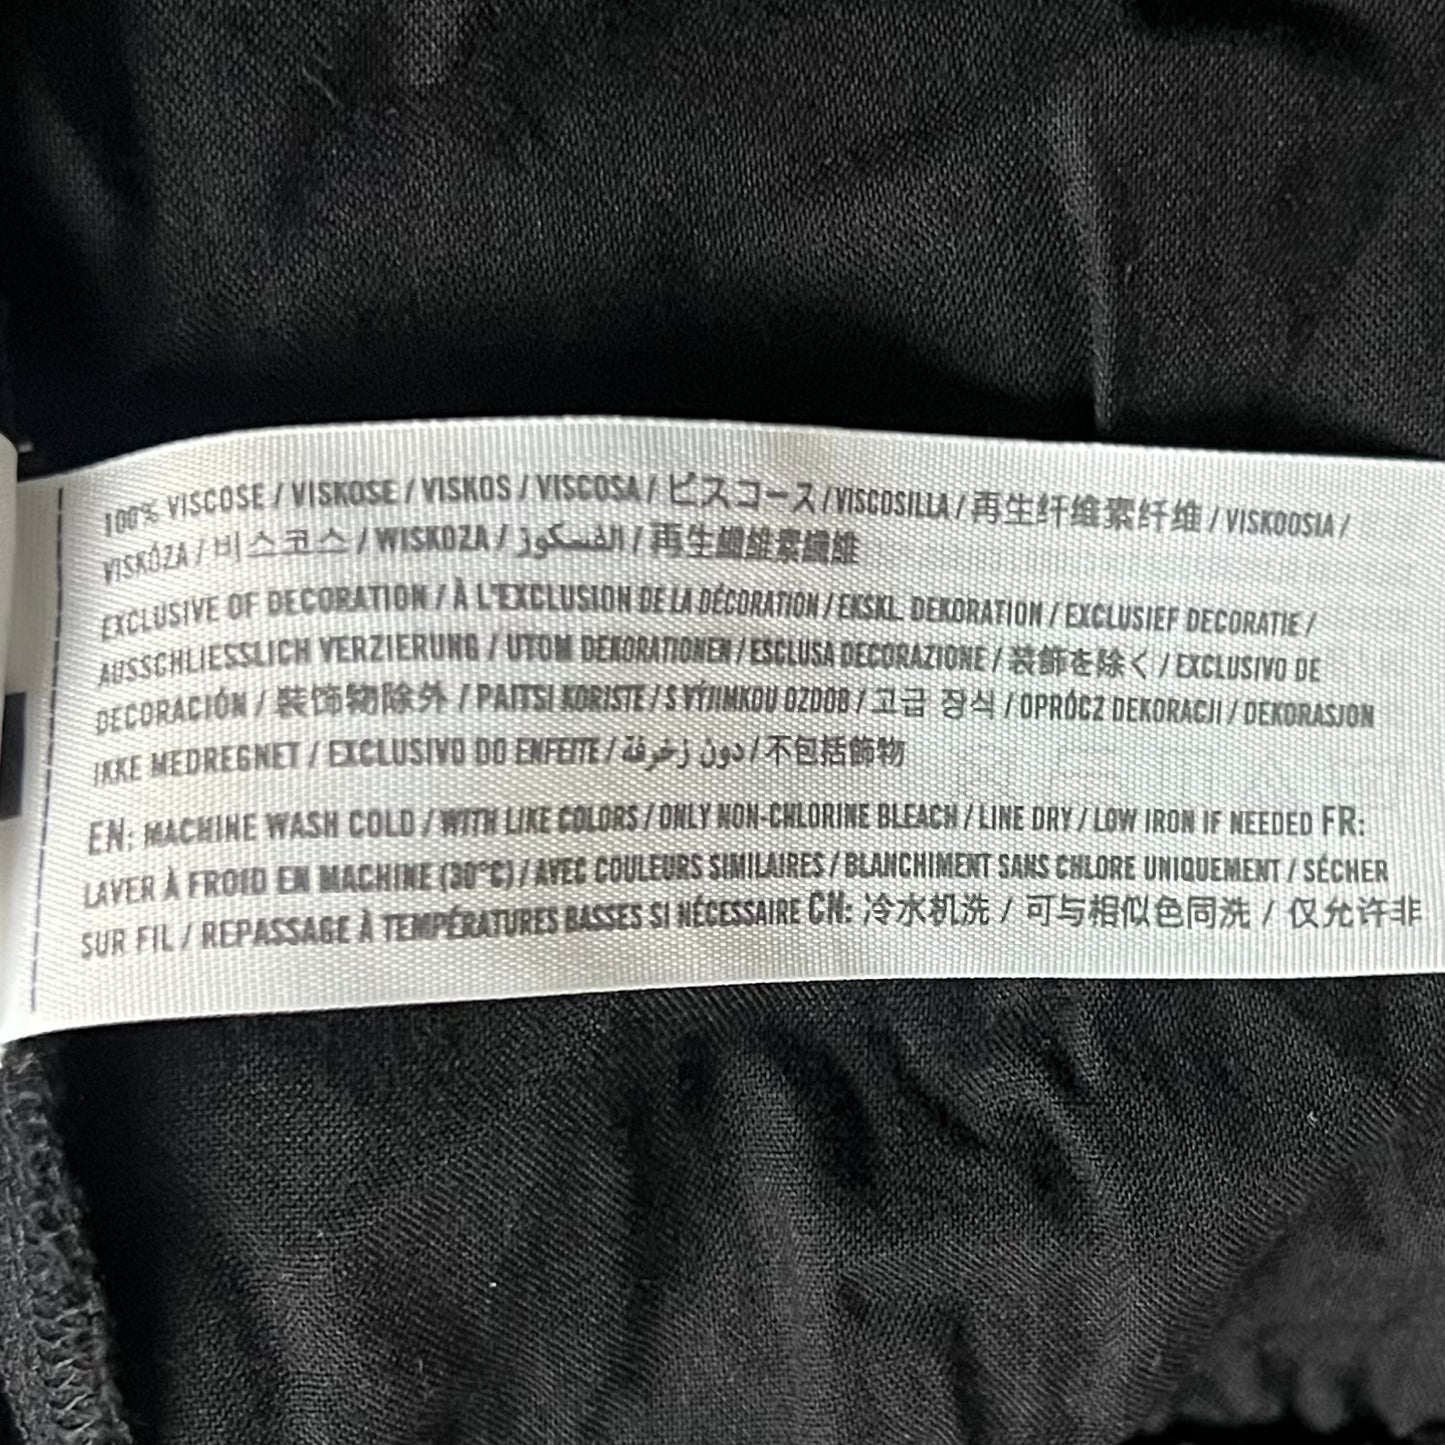 100% VISCOSE / VISKOSE / VISKOS / VISCOSA / ビスコース / VISCOSILLA / 再生纤维素纤维 / VISKOOSIA /
VISKÓZA / 비스코스 / WISKOZA / الفسكوز / 再生纖維素纖維
EXCLUSIVE OF DECORATION / À L'EXCLUSION DE LA DÉCORATION / EKSKL. DEKORATION / EXCLUSIEF DECORATIE /
AUSSCHLIESSLICH VERZIERUNG / UTOM DEKORATIONEN / ESCLUSA DECORAZIONE / 装飾を除く / EXCLUSIVO DE
DECORACIÓN / 装饰物除外 / PAITSI KORISTE / S VÝJIMKOU OZDOB / 고급 장식 / OPRÓCZ DEKORACJI / DEKORASJON
IKKE MEDREGNET / EXCLUSIVO DO ENFEITE / دون زخرفة / 不包括飾物
EN: MACHINE WASH COLD / WITH LIKE COLORS / ONLY NON-CHLORINE BLEACH / LINE DRY / LOW IRON IF NEEDED FR:
LAVER À FROID EN MACHINE (30°C) / AVEC COULEURS SIMILAIRES / BLANCHIMENT SANS CHLORE UNIQUEMENT / SÉCHER
SUR FIL / REPASSAGE À TEMPÉRATURES BASSES SI NÉCESSAIRE CN: 冷水机洗 / 可与相似色同洗 / 仅允许非